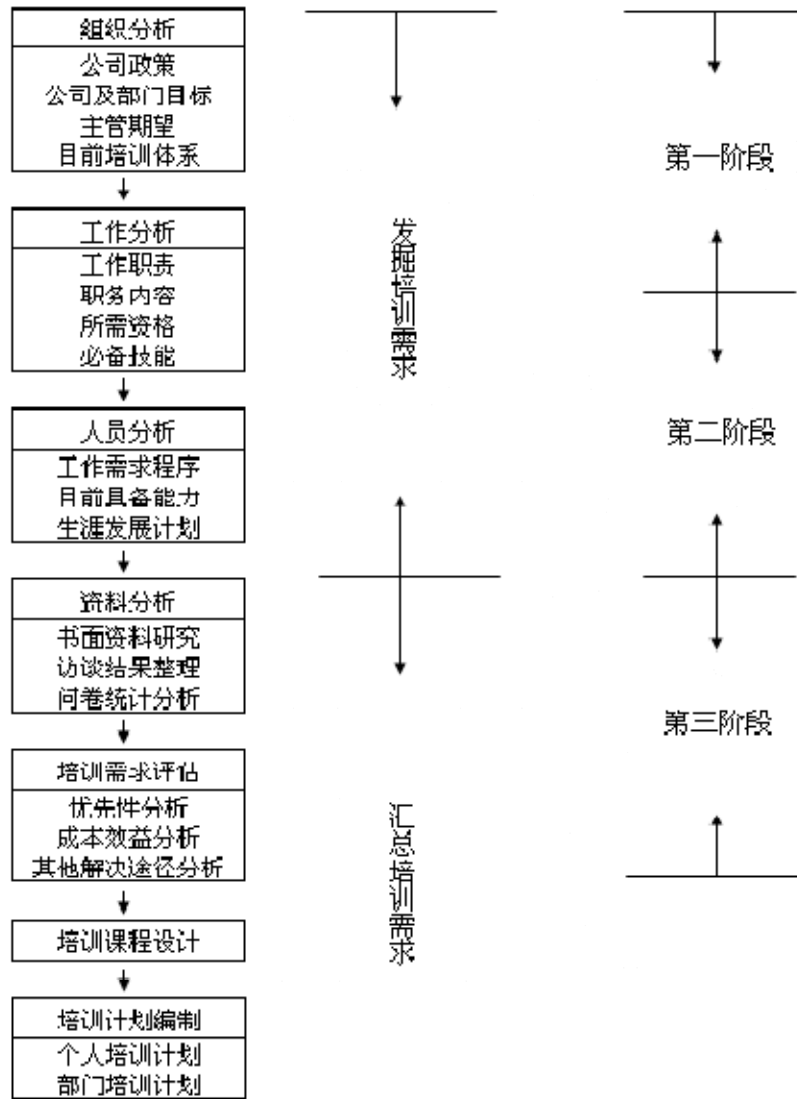 组织分析
公司政策
公司及部门目标
主管期望
目前培训体系
工作分析
工作职责
职务内容
所需资格
必备技能
人员分析
工作需求程序
目前具备能力
生涯发展计划
资料分析
书面资料研究
访谈结果整理
问卷统计分析
培训需求评估
优先性分析
成本效益分析
其他解决途径分析
培训课程设计
培训计划编制
个人培训计划
部门培训计划
发掘培训需求
汇总培训需求
第一阶段
第二阶段
第三阶段